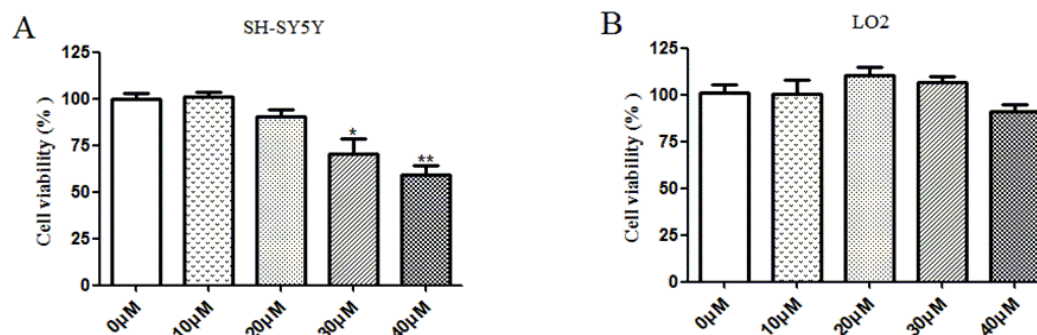 A
SH-SY5Y
Cell viability (% )
125
100
75
50
25
0
*
**
0μM
10μM
20μM
30μM
40μM
B
LO2
Cell viability (% )
125
100
75
50
25
0
0μM
10μM
20μM
30μM
40μM